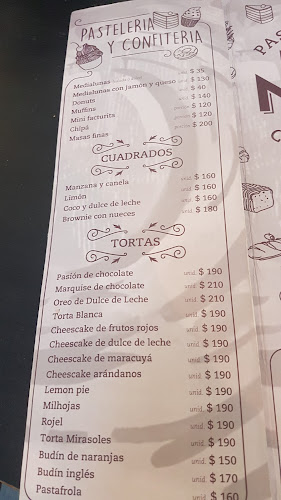 PASTELERIA
Y CONFITERIA
Medialunas unid. $ 35
Medialunas con jamón y queso unid. $ 130
Donuts $ 40
Muffins unid. $ 140
Mini facturita $ 120
Chipá $ 120
Masas finas $ 200
CUADRADOS
Manzana y canela unid. $ 160
Limón unid. $ 160
Coco y dulce de leche unid. $ 160
Brownie con nueces unid. $ 180
TORTAS
Pasión de chocolate unid. $ 190
Marquise de chocolate unid. $ 210
Oreo de Dulce de Leche unid. $ 210
Torta Blanca unid. $ 190
Cheescake de frutos rojos unid. $ 190
Cheescake de dulce de leche unid. $ 190
Cheescake de maracuyá unid. $ 190
Cheescake arándanos unid. $ 190
Lemon pie unid. $ 190
Milhojas unid. $ 190
Rojel unid. $ 190
Torta Mirasoles unid. $ 190
Budín de naranjas unid. $ 150
Budín inglés unid. $ 170
Pastafrola unid. $ 160